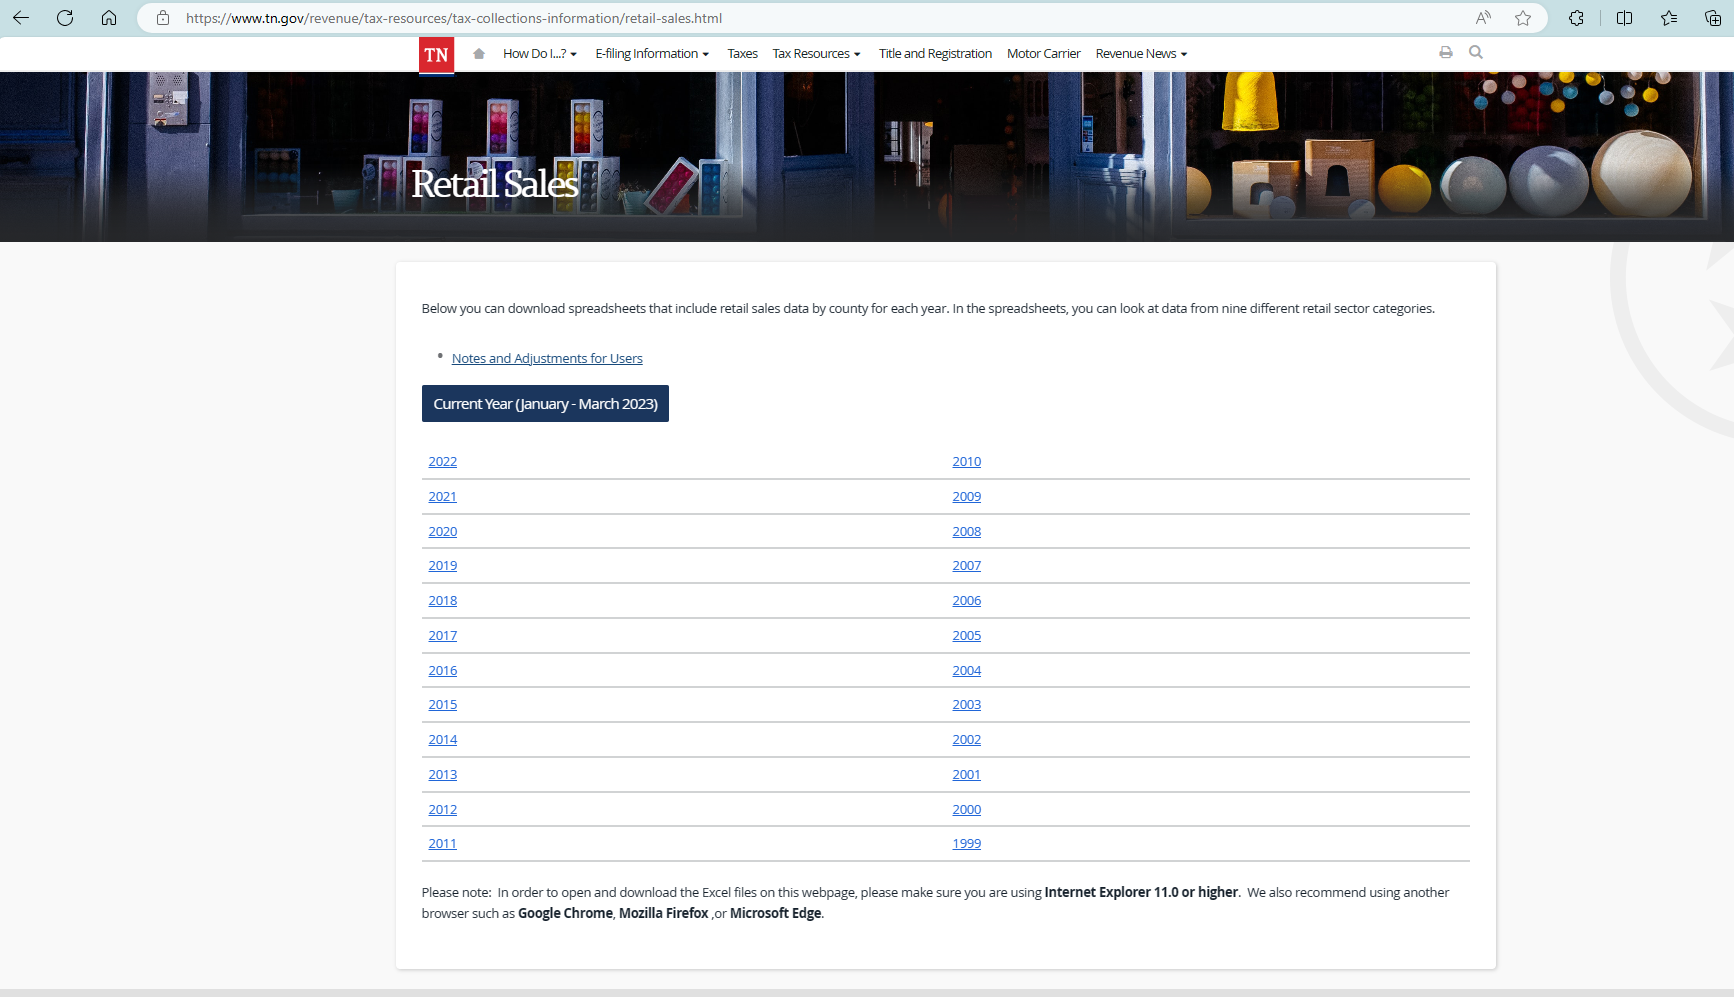 https://www.tn.gov/revenue/tax-resources/tax-collections-information/retail-sales.html
TN How Do I...? E-filing Information Taxes Tax Resources Title and Registration Motor Carrier Revenue News
Retail Sales
Below you can download spreadsheets that include retail sales data by county for each year. In the spreadsheets, you can look at data from nine different retail sector categories.
• Notes and Adjustments for Users
Current Year (January - March 2023)
2022 2010
2021 2009
2020 2008
2019 2007
2018 2006
2017 2005
2016 2004
2015 2003
2014 2002
2013 2001
2012 2000
2011 1999
Please note:  In order to open and download the Excel files on this webpage, please make sure you are using Internet Explorer 11.0 or higher.  We also recommend using another
browser such as Google Chrome, Mozilla Firefox ,or Microsoft Edge.